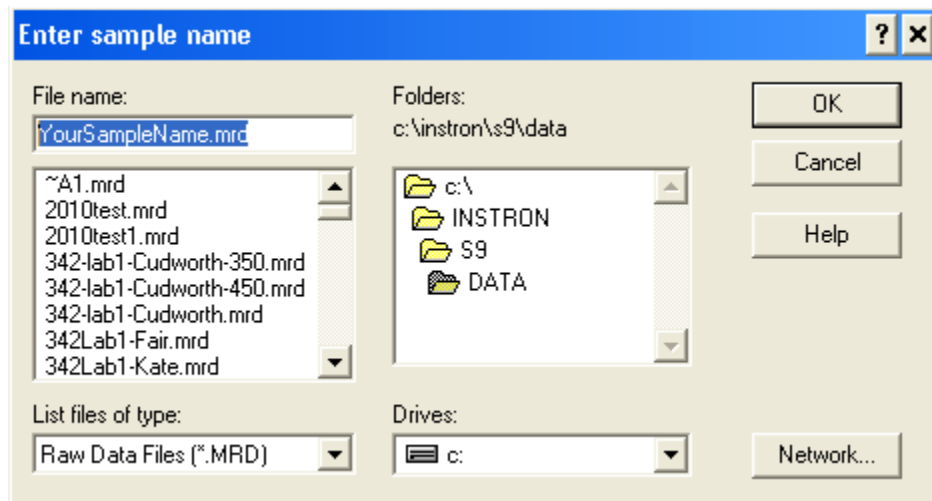 Enter sample name
File name:
YourSampleName.mrd
~A1.mrd
2010test.mrd
2010test1.mrd
342-lab1-Cudworth-350.mrd
342-lab1-Cudworth-450.mrd
342-lab1-Cudworth.mrd
342Lab1-Fair.mrd
342Lab1-Kate.mrd
List files of type:
Raw Data Files (*.MRD)
Folders:
c:\instron\s9\data
c:\
INSTRON
S9
DATA
Drives:
c:
OK
Cancel
Help
Network...